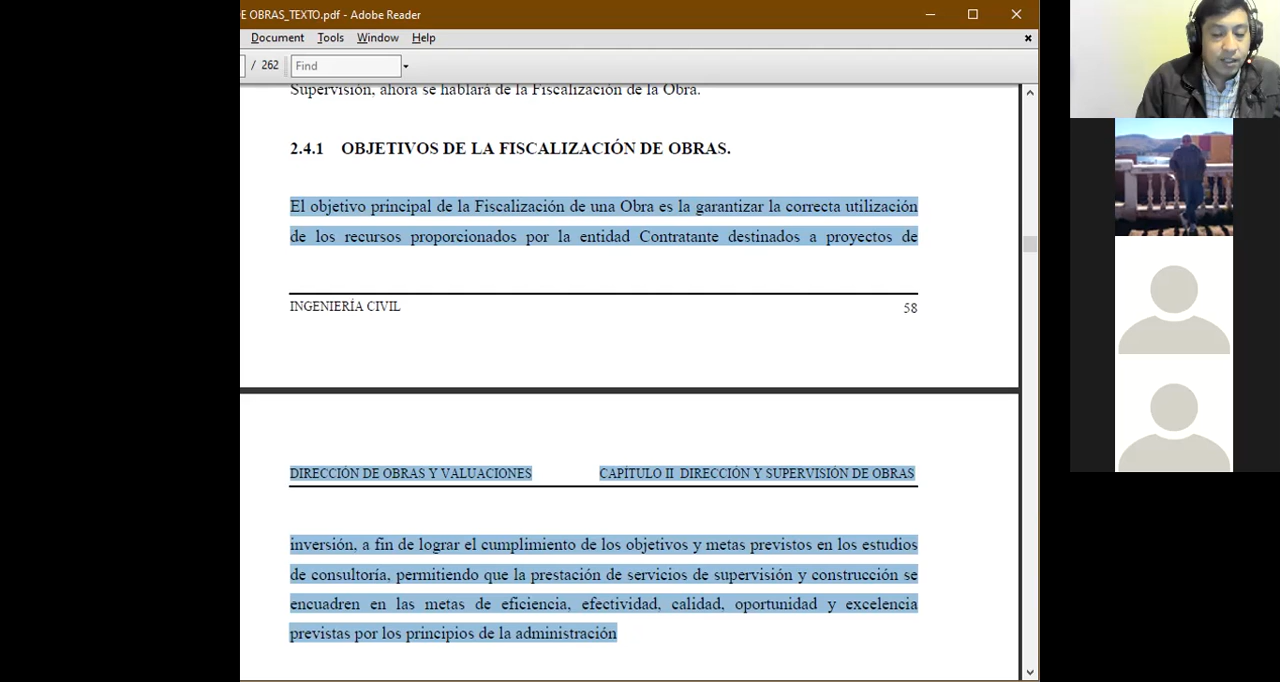 E OBRAS_TEXTO.pdf - Adobe Reader
Document Tools Window Help
/ 262 Find
Supervisión, ahora se hablará de la Fiscalización de la Obra.
2.4.1 OBJETIVOS DE LA FISCALIZACIÓN DE OBRAS.
El objetivo principal de la Fiscalización de una Obra es la garantizar la correcta utilización
de los recursos proporcionados por la entidad Contratante destinados a proyectos de
INGENIERÍA CIVIL 58
DIRECCIÓN DE OBRAS Y VALUACIONES CAPÍTULO II DIRECCIÓN Y SUPERVISIÓN DE OBRAS
inversión, a fin de lograr el cumplimiento de los objetivos y metas previstos en los estudios
de consultoría, permitiendo que la prestación de servicios de supervisión y construcción se
encuadren en las metas de eficiencia, efectividad, calidad, oportunidad y excelencia
previstas por los principios de la administración